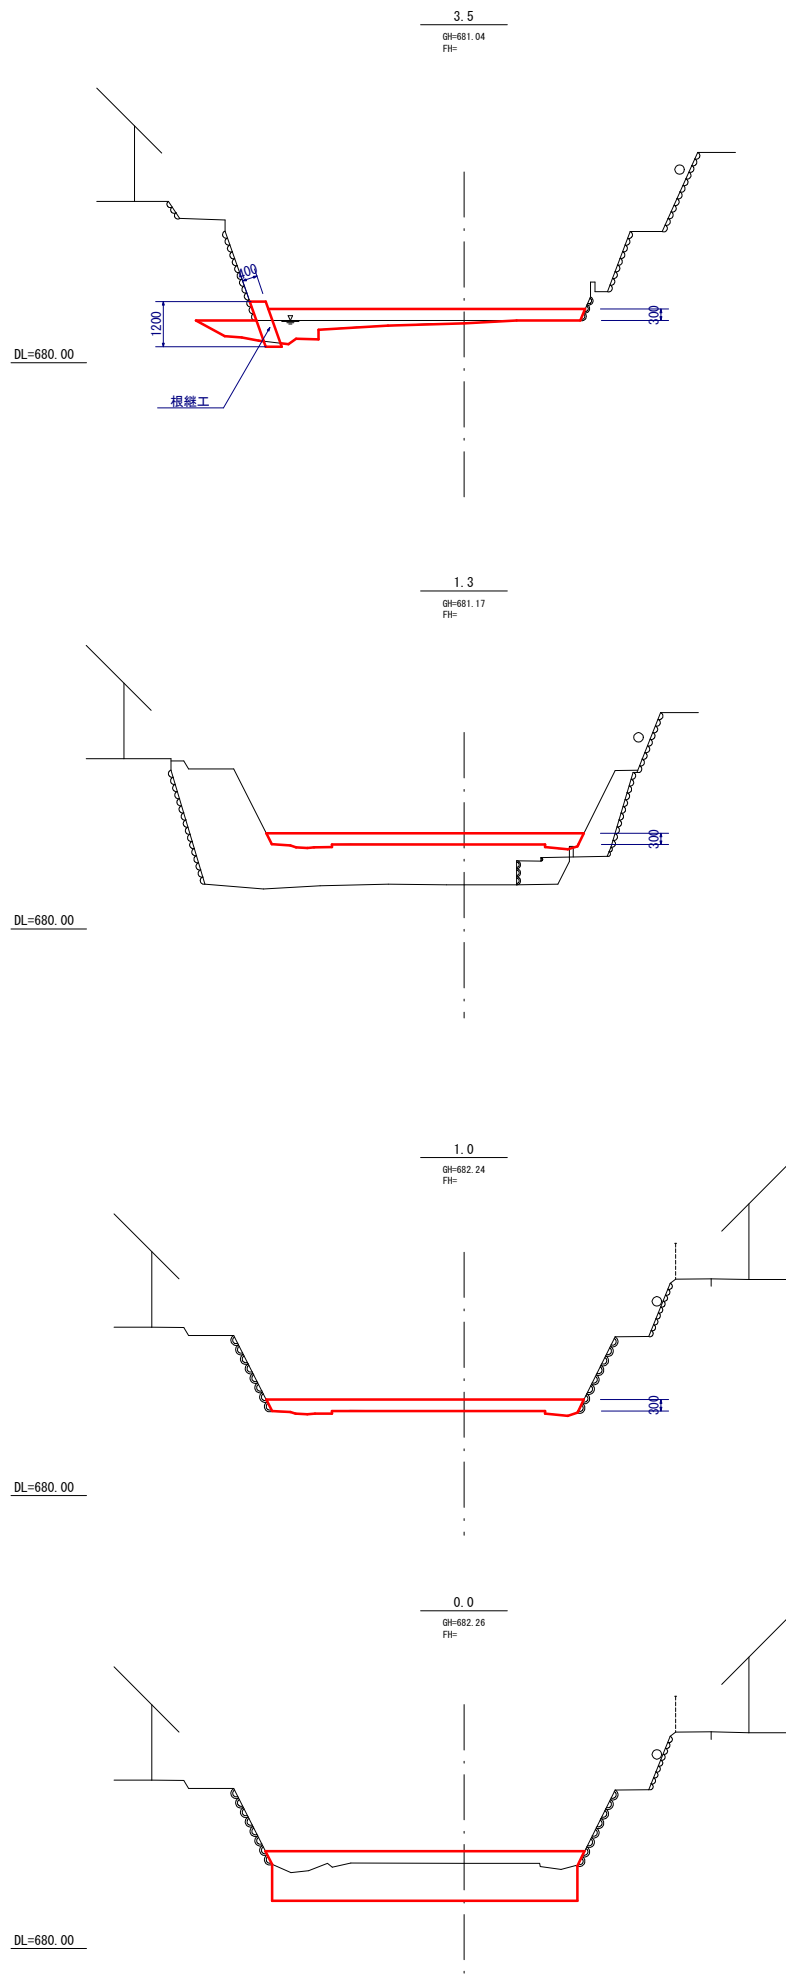 3.5
GH=681.04
FH=
400
1200
300
DL=680.00
根継工
1.3
GH=681.17
FH=
300
DL=680.00
1.0
GH=682.24
FH=
300
DL=680.00
0.0
GH=682.26
FH=
DL=680.00